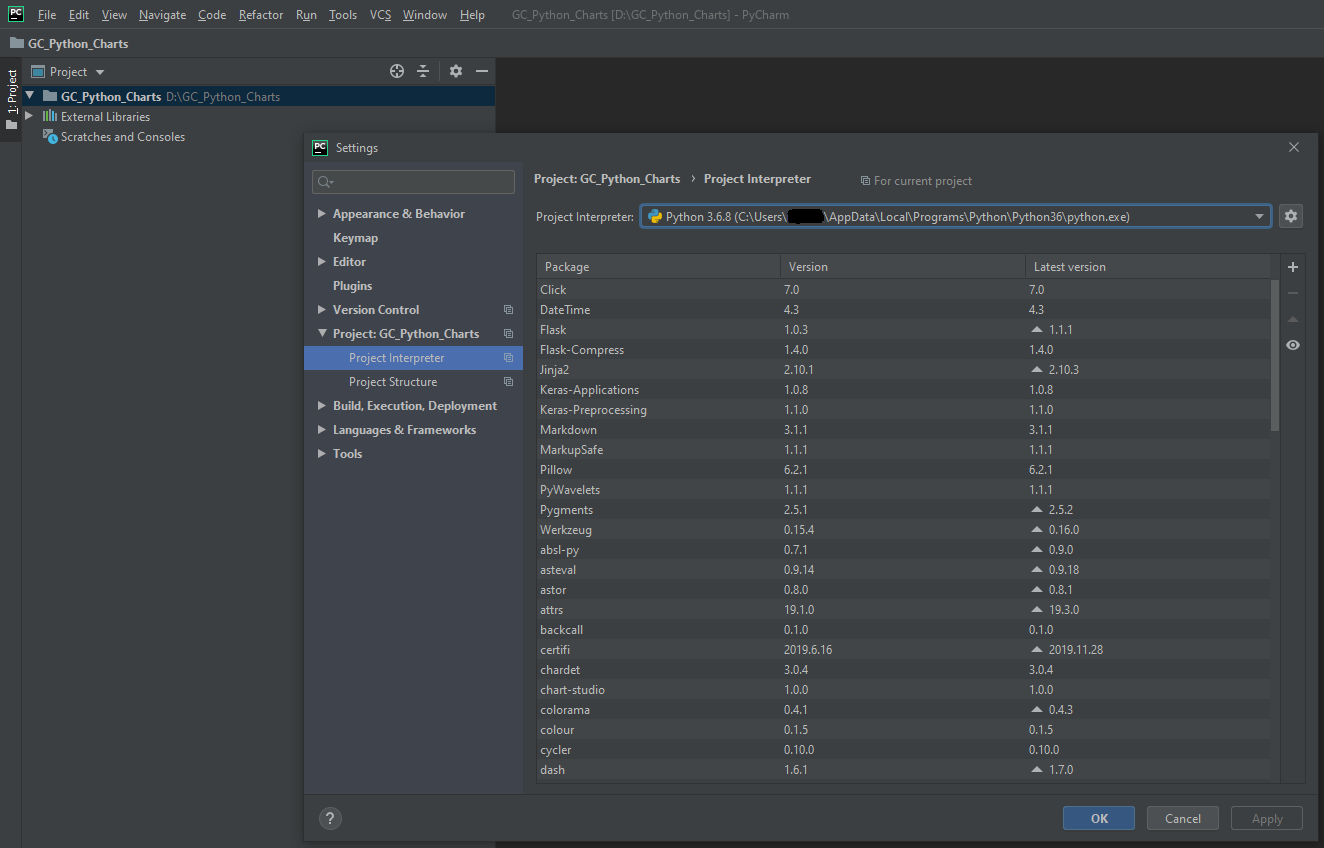 PC File Edit View Navigate Code Refactor Run Tools VCS Window Help GC_Python_Charts [D:\GC_Python_Charts] - PyCharm
GC_Python_Charts
1: Project
Project
GC_Python_Charts D:\GC_Python_Charts
External Libraries
Scratches and Consoles
PC Settings
Appearance & Behavior
Keymap
Editor
Plugins
Version Control
Project: GC_Python_Charts
Project Interpreter
Project Structure
Build, Execution, Deployment
Languages & Frameworks
Tools
Project: GC_Python_Charts › Project Interpreter For current project
Project Interpreter: Python 3.6.8 (C:\Users\ \AppData\Local\Programs\Python\Python36\python.exe)
Package Version Latest version
Click 7.0 7.0
DateTime 4.3 4.3
Flask 1.0.3 1.1.1
Flask-Compress 1.4.0 1.4.0
Jinja2 2.10.1 2.10.3
Keras-Applications 1.0.8 1.0.8
Keras-Preprocessing 1.1.0 1.1.0
Markdown 3.1.1 3.1.1
MarkupSafe 1.1.1 1.1.1
Pillow 6.2.1 6.2.1
PyWavelets 1.1.1 1.1.1
Pygments 2.5.1 2.5.2
Werkzeug 0.15.4 0.16.0
absl-py 0.7.1 0.9.0
asteval 0.9.14 0.9.18
astor 0.8.0 0.8.1
attrs 19.1.0 19.3.0
backcall 0.1.0 0.1.0
certifi 2019.6.16 2019.11.28
chardet 3.0.4 3.0.4
chart-studio 1.0.0 1.0.0
colorama 0.4.1 0.4.3
colour 0.1.5 0.1.5
cycler 0.10.0 0.10.0
dash 1.6.1 1.7.0
? OK Cancel Apply